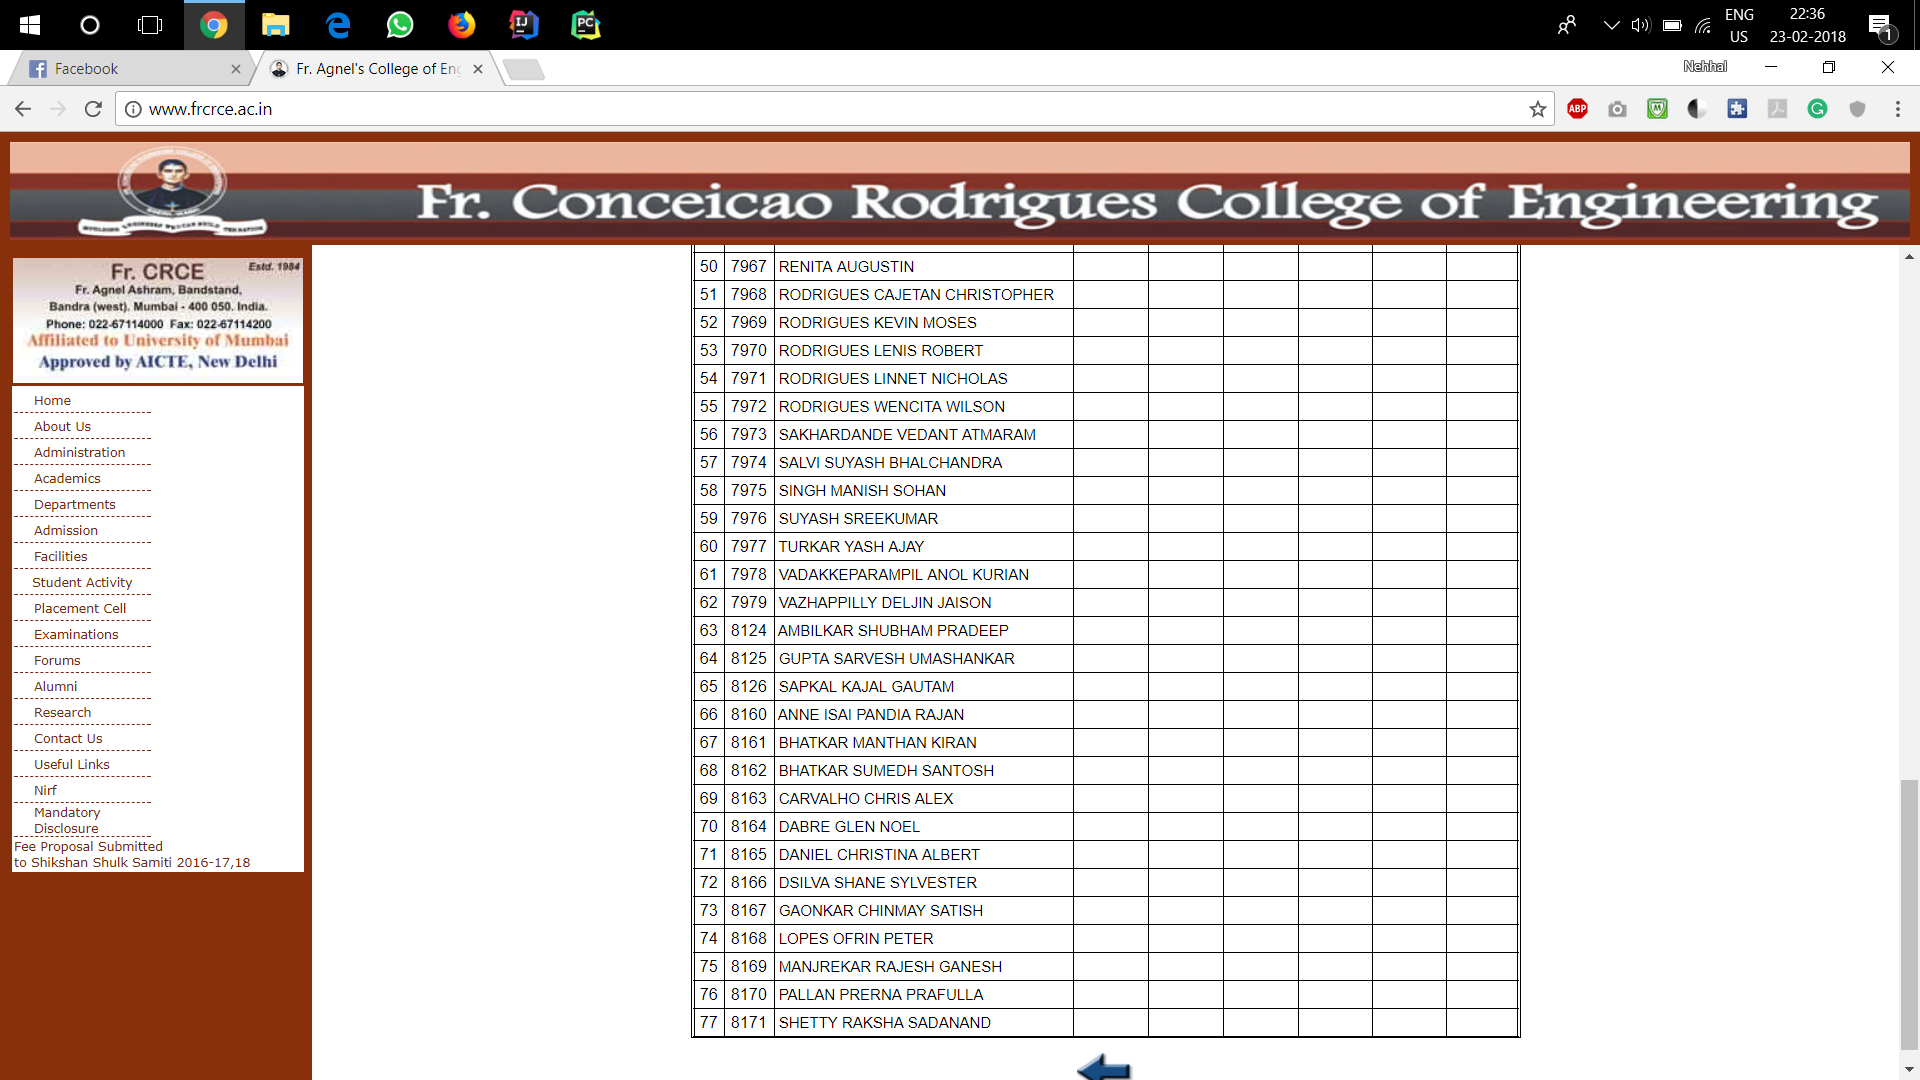 ENG
US
22:36
23-02-2018
1
Facebook
Fr. Agnel's College of Eng
Nehhal
www.frcrce.ac.in
ABP
Fr. Conceicao Rodrigues College of Engineering
Fr. CRCE Estd. 1984
Fr. Agnel Ashram, Bandstand,
Bandra (west). Mumbai - 400 050. India.
Phone: 022-67114000 Fax: 022-67114200
Affiliated to University of Mumbai
Approved by AICTE, New Delhi
Home
About Us
Administration
Academics
Departments
Admission
Facilities
Student Activity
Placement Cell
Examinations
Forums
Alumni
Research
Contact Us
Useful Links
Nirf
Mandatory
Disclosure
Fee Proposal Submitted
to Shikshan Shulk Samiti 2016-17,18
50 7967 RENITA AUGUSTIN
51 7968 RODRIGUES CAJETAN CHRISTOPHER
52 7969 RODRIGUES KEVIN MOSES
53 7970 RODRIGUES LENIS ROBERT
54 7971 RODRIGUES LINNET NICHOLAS
55 7972 RODRIGUES WENCITA WILSON
56 7973 SAKHARDANDE VEDANT ATMARAM
57 7974 SALVI SUYASH BHALCHANDRA
58 7975 SINGH MANISH SOHAN
59 7976 SUYASH SREEKUMAR
60 7977 TURKAR YASH AJAY
61 7978 VADAKKEPARAMPIL ANOL KURIAN
62 7979 VAZHAPPILLY DELJIN JAISON
63 8124 AMBILKAR SHUBHAM PRADEEP
64 8125 GUPTA SARVESH UMASHANKAR
65 8126 SAPKAL KAJAL GAUTAM
66 8160 ANNE ISAI PANDIA RAJAN
67 8161 BHATKAR MANTHAN KIRAN
68 8162 BHATKAR SUMEDH SANTOSH
69 8163 CARVALHO CHRIS ALEX
70 8164 DABRE GLEN NOEL
71 8165 DANIEL CHRISTINA ALBERT
72 8166 DSILVA SHANE SYLVESTER
73 8167 GAONKAR CHINMAY SATISH
74 8168 LOPES OFRIN PETER
75 8169 MANJREKAR RAJESH GANESH
76 8170 PALLAN PRERNA PRAFULLA
77 8171 SHETTY RAKSHA SADANAND